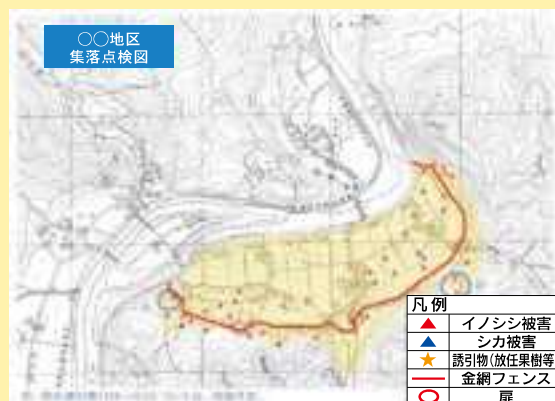 ○○地区
集落点検図
凡例
イノシシ被害
シカ被害
誘引物(放任果樹等
金網フェンス
扉